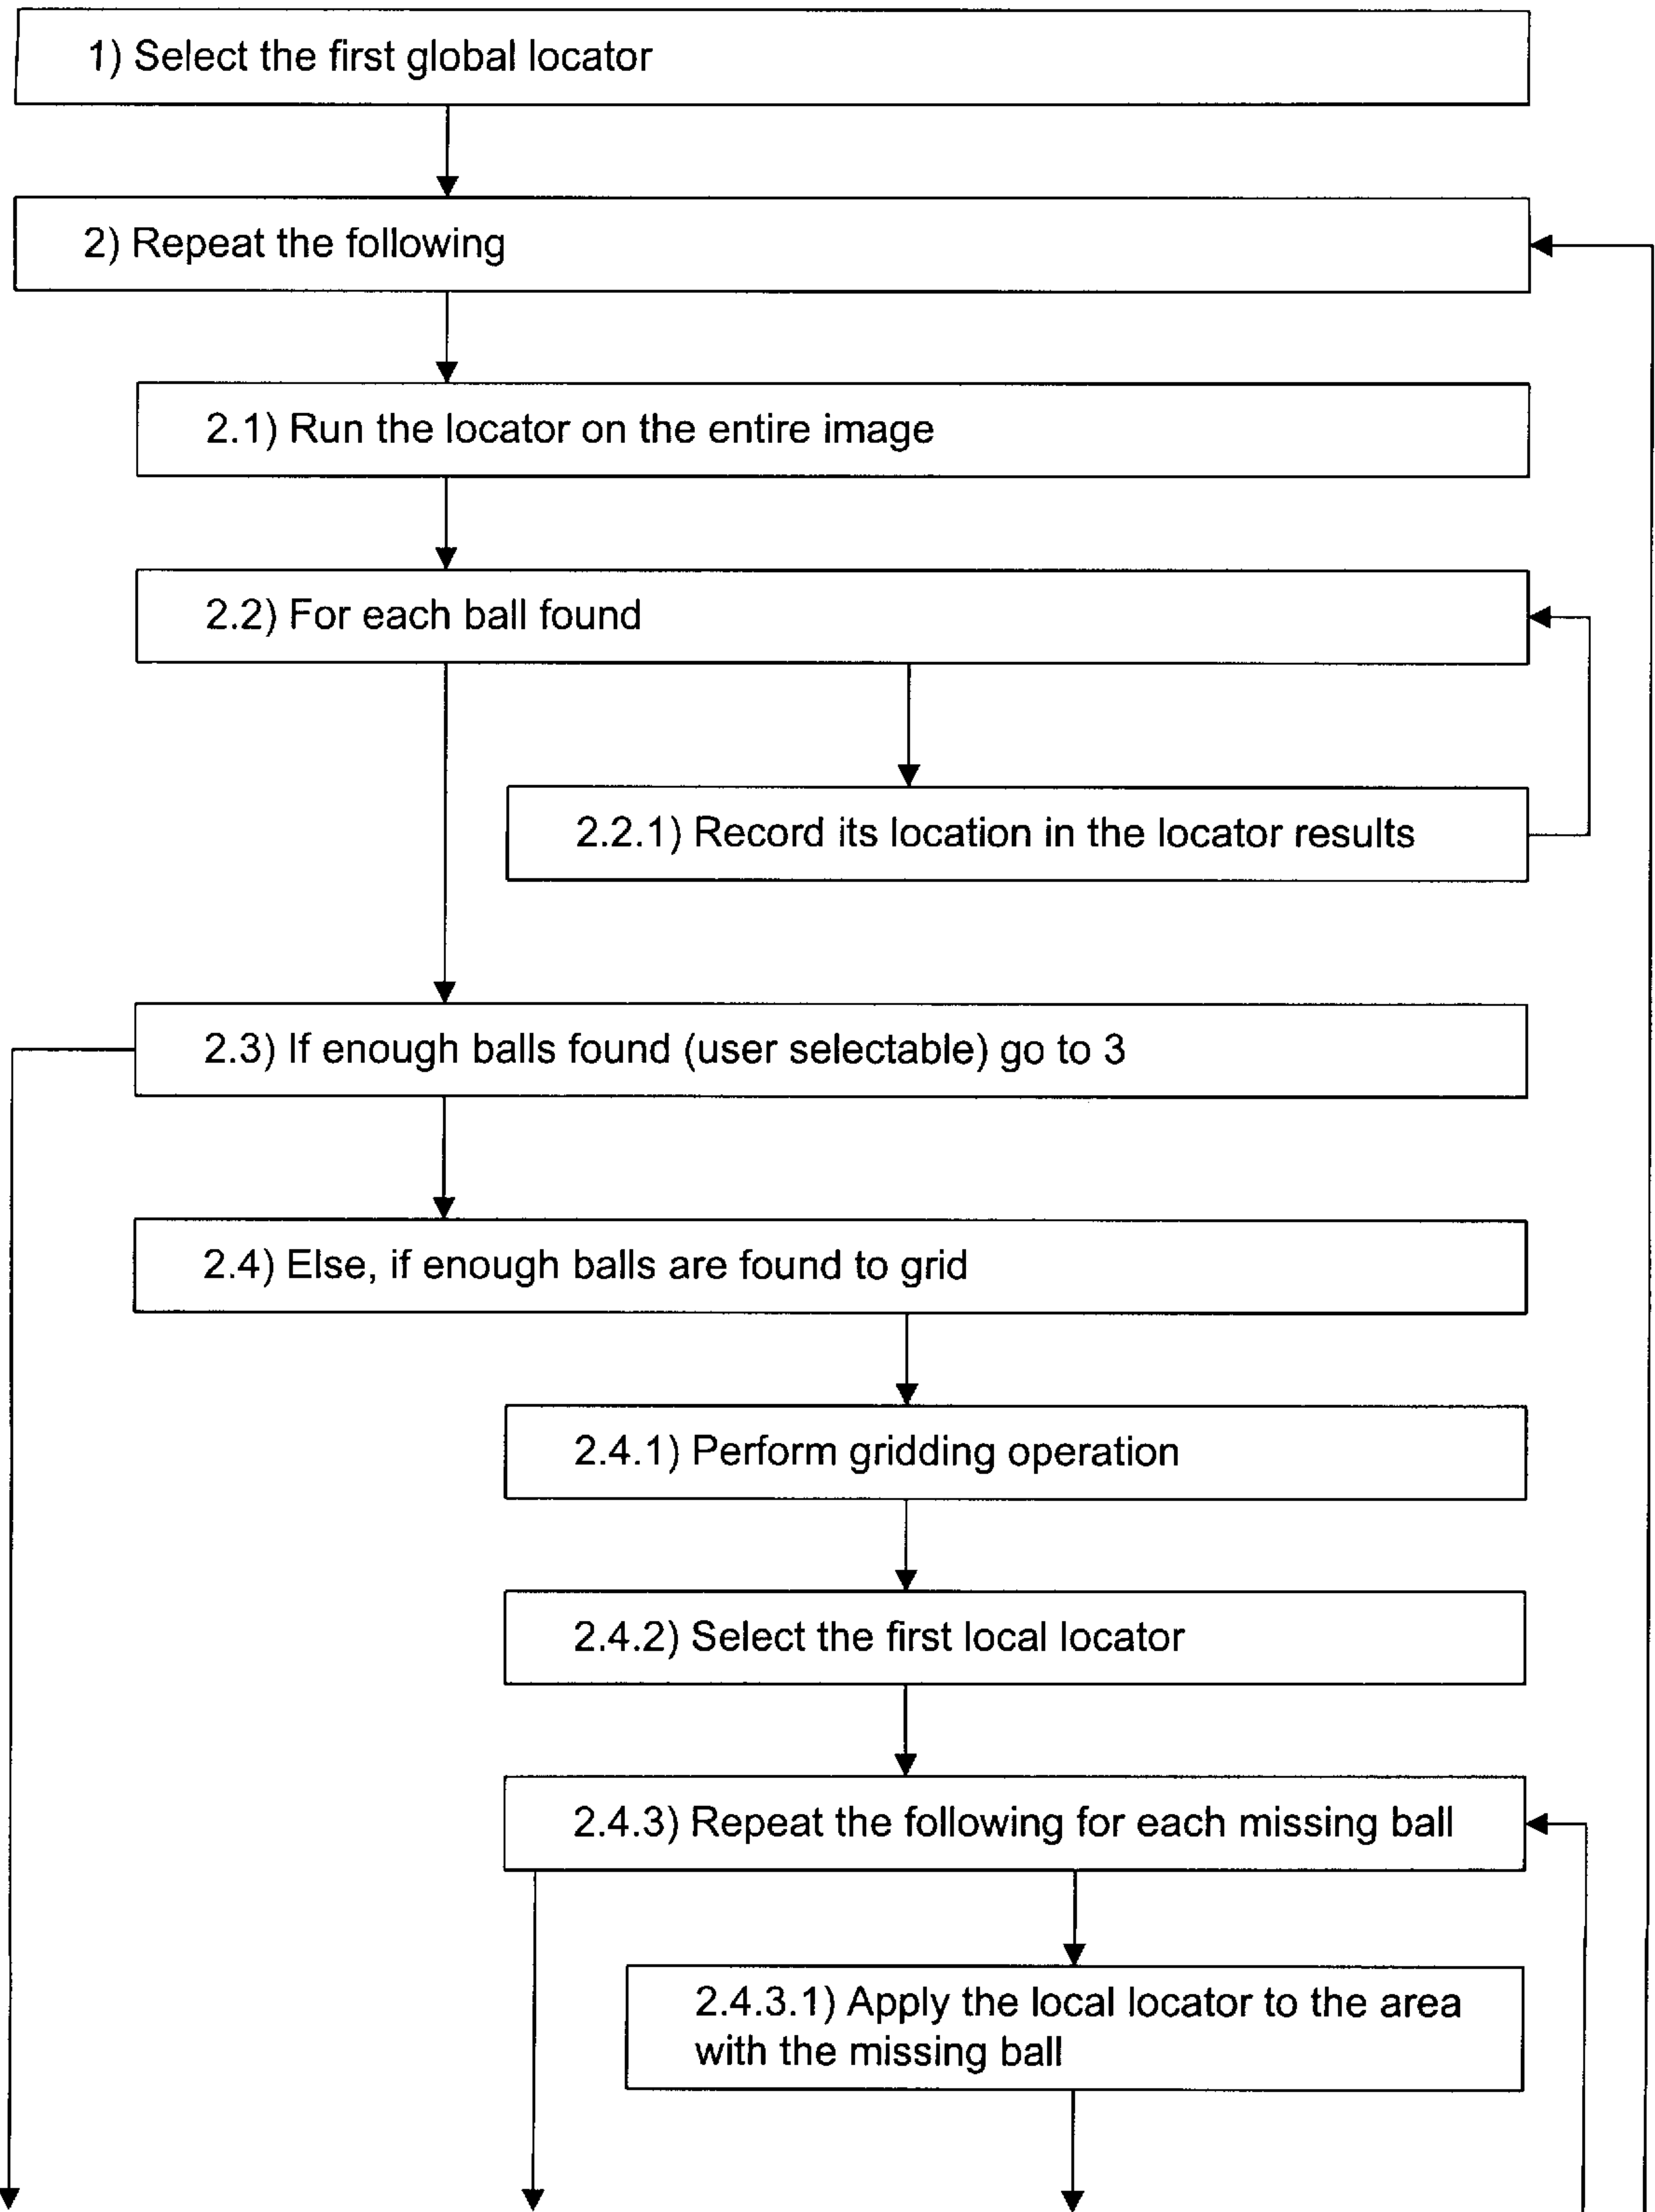 1) Select the first global locator
2) Repeat the following
2.1) Run the locator on the entire image
2.2) For each ball found
2.2.1) Record its location in the locator results
2.3) If enough balls found (user selectable) go to 3
2.4) Else, if enough balls are found to grid
2.4.1) Perform gridding operation
2.4.2) Select the first local locator
2.4.3) Repeat the following for each missing ball
2.4.3.1) Apply the local locator to the area
with the missing ball